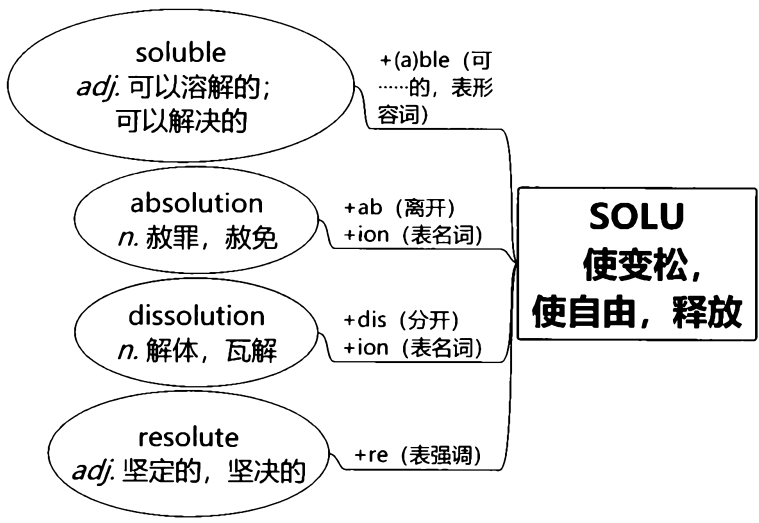 soluble
adj. 可以溶解的；
可以解决的
+(a)ble（可
……的，表形
容词）
absolution
n. 赦罪，赦免
+ab（离开）
+ion（表名词）
dissolution
n. 解体，瓦解
+dis（分开）
+ion（表名词）
resolute
adj. 坚定的，坚决的
+re（表强调）
SOLU
使变松，
使自由，释放